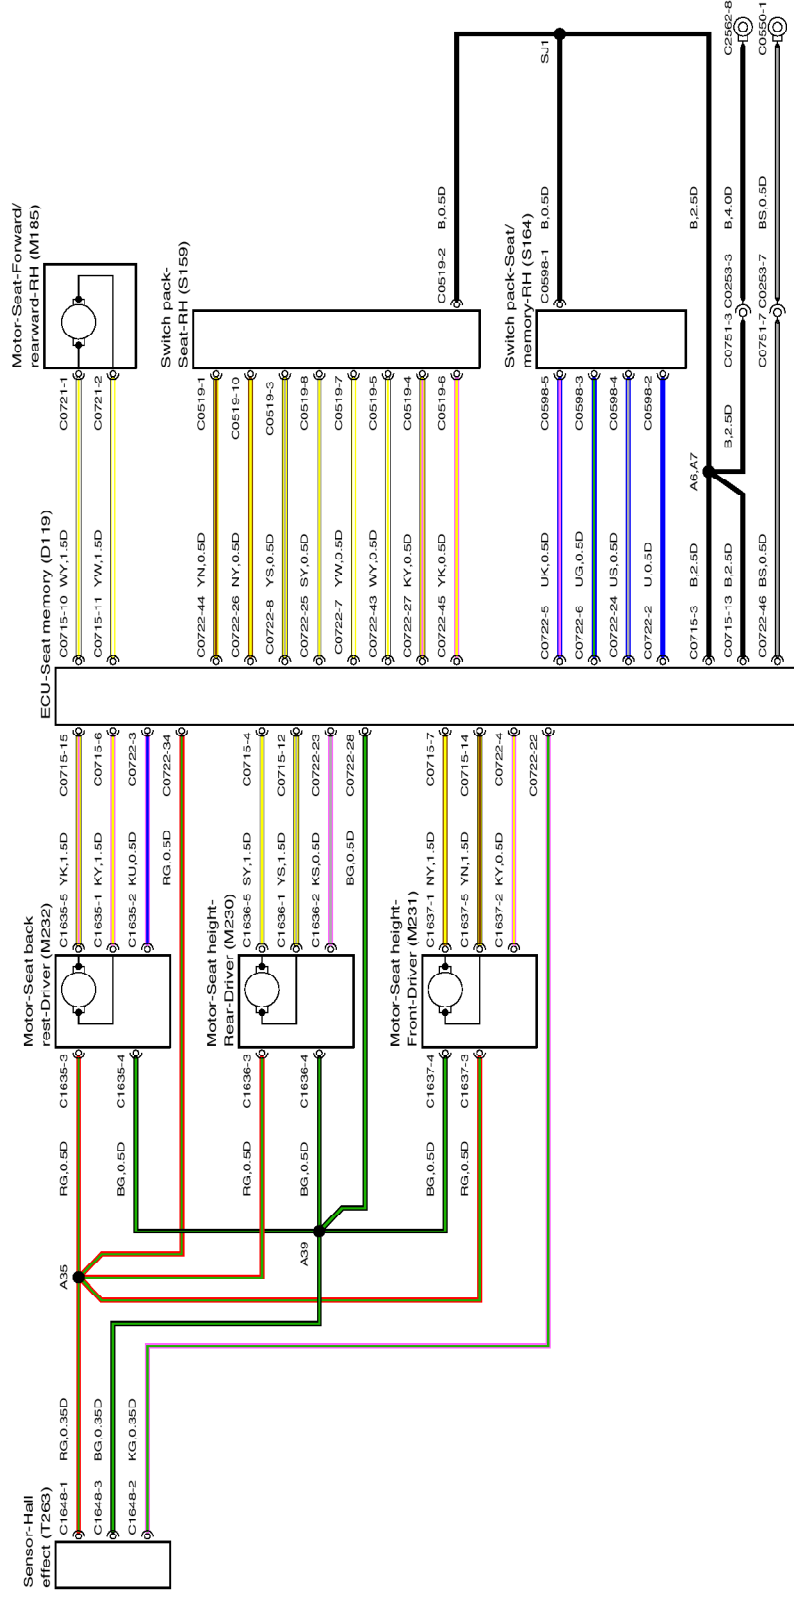 Motor-Seat-Forward/
rearward-RH (M185)
Switch pack-
Seat-RH (S159)
Switch pack-Seat/
memory-RH (S164)
SJ1
C2562-8
C0550-1
B,0.5D
B,0.5D
B,2.5D
B,4.0D
BS,0.5D
C0519-2
C0598-1
C0751-3
C0253-3
C0751-7
C0253-7
C0721-1
C0721-2
C0519-1
C0519-10
C0519-3
C0519-8
C0519-7
C0519-5
C0519-4
C0519-6
C0598-5
C0598-3
C0598-4
C0598-2
B,2.5D
A6,A7
WY,1.5D
YW,1.5D
YN,0.5D
NY,0.5D
YS,0.5D
SY,0.5D
YW,0.5D
WY,0.5D
KY,0.5D
YK,0.5D
UK,0.5D
UG,0.5D
US,0.5D
U,0.5D
B,2.5D
B,2.5D
BS,0.5D
C0715-10
C0715-11
C0722-44
C0722-26
C0722-8
C0722-25
C0722-7
C0722-43
C0722-27
C0722-45
C0722-5
C0722-6
C0722-24
C0722-2
C0715-3
C0715-13
C0722-46
ECU-Seat memory (D119)
C0715-15
C0715-6
C0722-3
C0722-34
C0715-4
C0715-12
C0722-23
C0722-28
C0715-7
C0715-14
C0722-4
C0722-22
YK,1.5D
KY,1.5D
KU,0.5D
RG,0.5D
SY,1.5D
YS,1.5D
KS,0.5D
BG,0.5D
NY,1.5D
YN,1.5D
KY,0.5D
C1635-5
C1635-1
C1635-2
C1636-5
C1636-1
C1636-2
C1637-1
C1637-5
C1637-2
Motor-Seat back
rest-Driver (M232)
Motor-Seat height-
Rear-Driver (M230)
Motor-Seat height-
Front-Driver (M231)
C1635-3
C1635-4
C1636-3
C1636-4
C1637-4
C1637-3
RG,0.5D
BG,0.5D
RG,0.5D
BG,0.5D
BG,0.5D
RG,0.5D
A35
A39
RG,0.35D
BG,0.35D
KG,0.35D
C1648-1
C1648-3
C1648-2
Sensor-Hall
effect (T263)